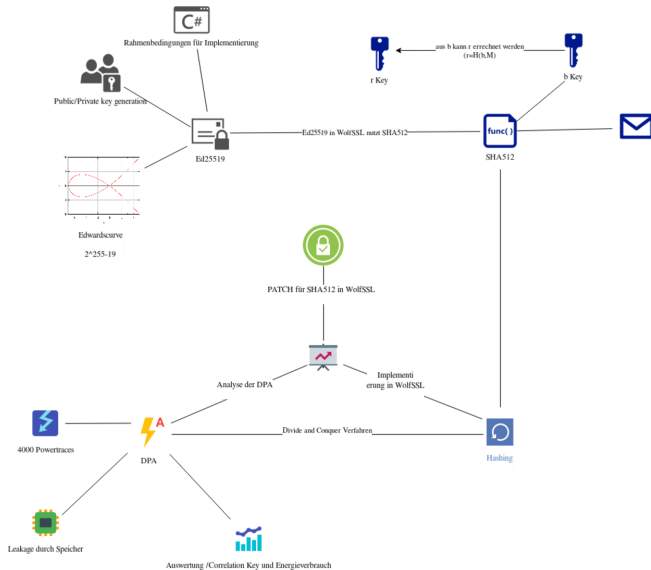 C#
Rahmenbedingungen für Implementierung
aus b kann r errechnet werden
(r=H(b,M)
r Key
b Key
Public/Private key generation
Ed25519 in WolfSSL nutzt SHA512
func( )
Ed25519
SHA512
Edwardscurve
2^255-19
PATCH für SHA512 in WolfSSL
Analyse der DPA
Implementi
erung in WolfSSL
A
4000 Powertraces
DPA
Divide and Conquer Verfahren
Hashing
Leakage durch Speicher
Auswertung /Correlation Key und Energieverbrauch